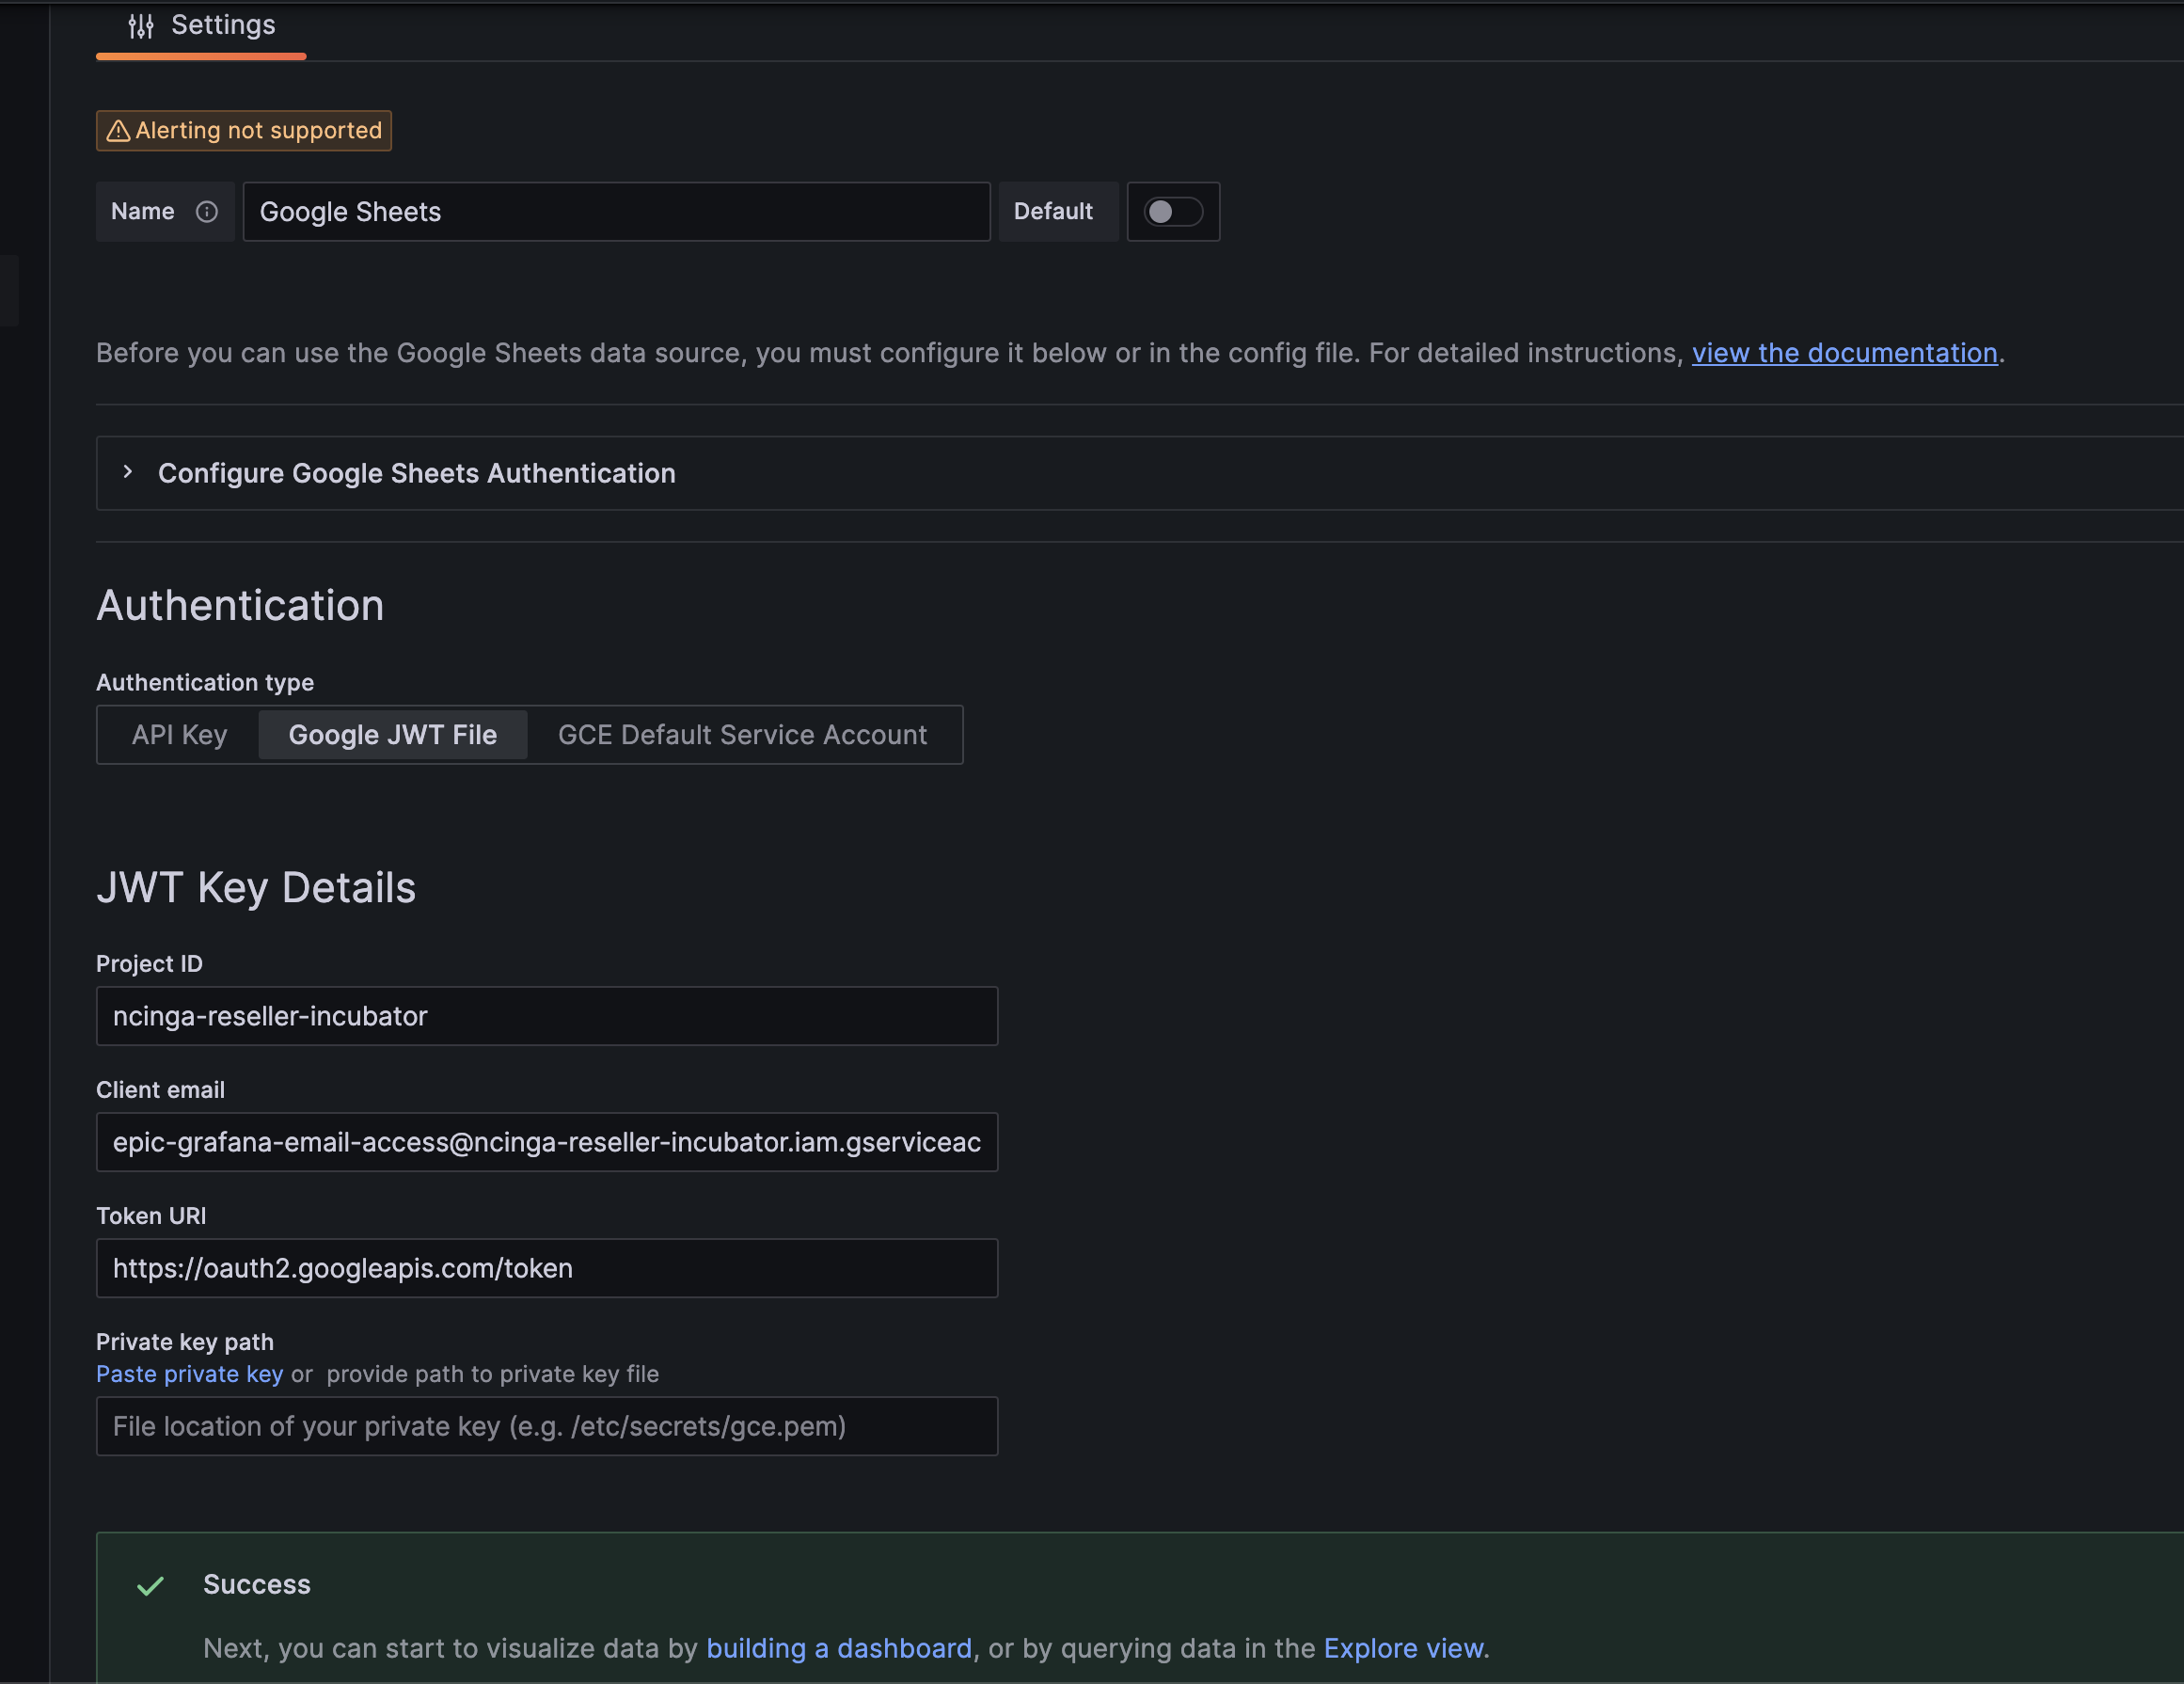 Settings
Alerting not supported
Name
Google Sheets
Default
Before you can use the Google Sheets data source, you must configure it below or in the config file. For detailed instructions, view the documentation.
Configure Google Sheets Authentication
Authentication
Authentication type
API Key
Google JWT File
GCE Default Service Account
JWT Key Details
Project ID
ncinga-reseller-incubator
Client email
epic-grafana-email-access@ncinga-reseller-incubator.iam.gserviceac
Token URI
https://oauth2.googleapis.com/token
Private key path
Paste private key or provide path to private key file
File location of your private key (e.g. /etc/secrets/gce.pem)
Success
Next, you can start to visualize data by building a dashboard, or by querying data in the Explore view.